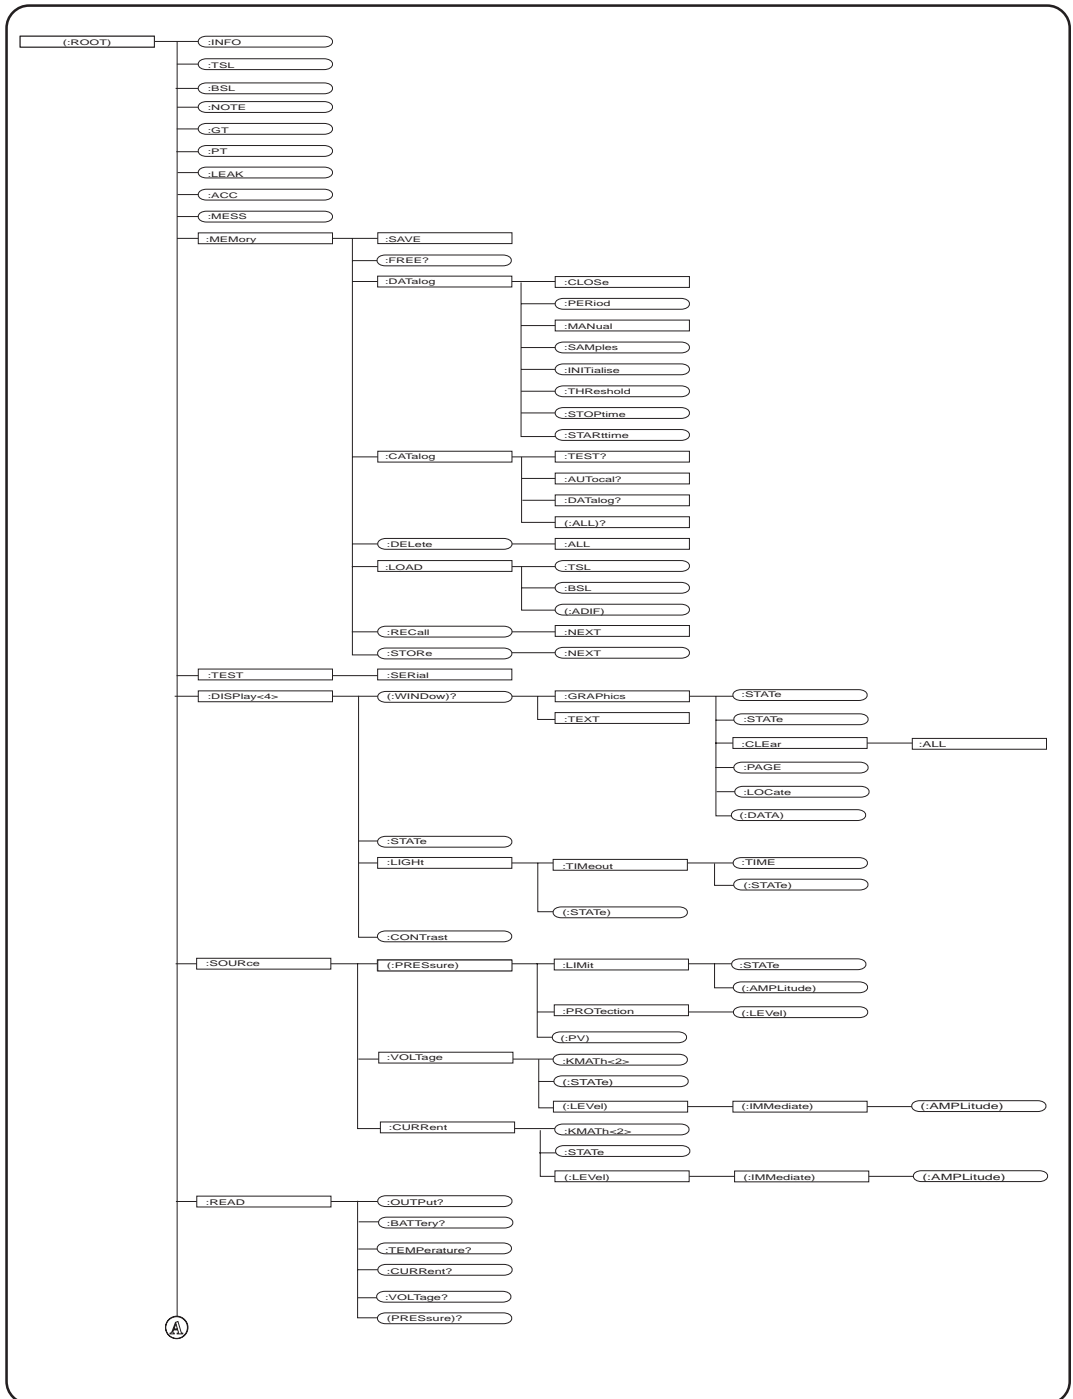 (:ROOT)
:INFO
:TSL
:BSL
:NOTE
:GT
:PT
:LEAK
:ACC
:MESS
:MEMory
:SAVE
:FREE?
:DATalog
:CLOSe
:PERiod
:MANual
:SAMples
:INITialise
:THReshold
:STOPtime
:STARttime
:CATalog
:TEST?
:AUTocal?
:DATalog?
(:ALL)?
:DELete
:ALL
:LOAD
:TSL
:BSL
(:ADIF)
:RECall
:NEXT
:STORe
:NEXT
:TEST
:SERial
:DISPlay<4>
(:WINDow)?
:GRAPhics
:STATe
:TEXT
:STATe
:CLEar
:ALL
:PAGE
:LOCate
(:DATA)
:STATe
:LIGHt
:TIMeout
:TIME
(:STATe)
(:STATe)
:CONTrast
:SOURce
(:PRESsure)
:LIMit
:STATe
(:AMPLitude)
:PROTection
(:LEVel)
(:PV)
:VOLTage
:KMATh<2>
(:STATe)
(:LEVel)
(:IMMediate)
(:AMPLitude)
:CURRent
:KMATh<2>
:STATe
(:LEVel)
(:IMMediate)
(:AMPLitude)
:READ
:OUTPut?
:BATTery?
:TEMPerature?
:CURRent?
:VOLTage?
(PRESsure)?
A